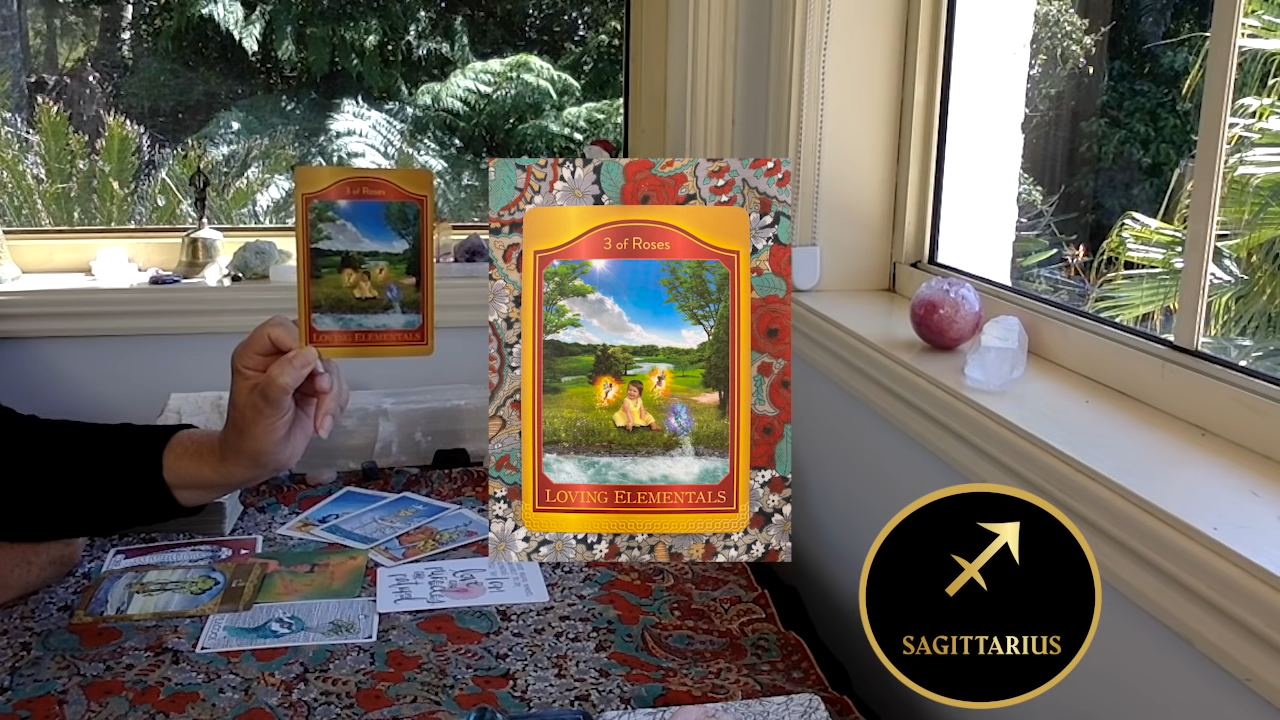 3 of Roses
LOVING ELEMENTALS
3 of Roses
LOVING ELEMENTALS
SAGITTARIUS